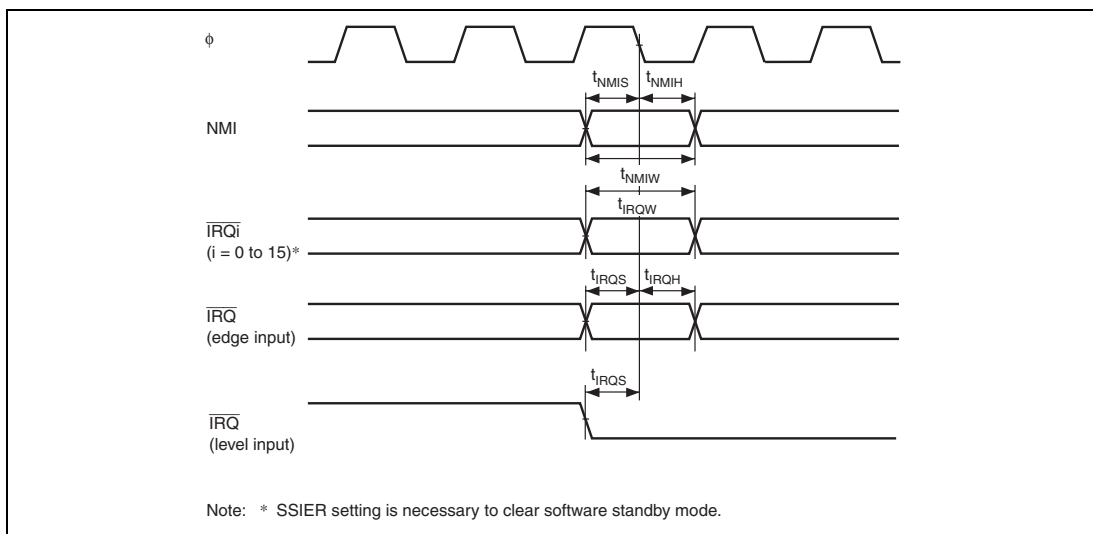 ϕ
tNMIS tNMIH
NMI
tNMIW
tIRQW
IRQi
(i = 0 to 15)*
tIRQS tIRQH
IRQ
(edge input)
tIRQS
IRQ
(level input)
Note: * SSIER setting is necessary to clear software standby mode.